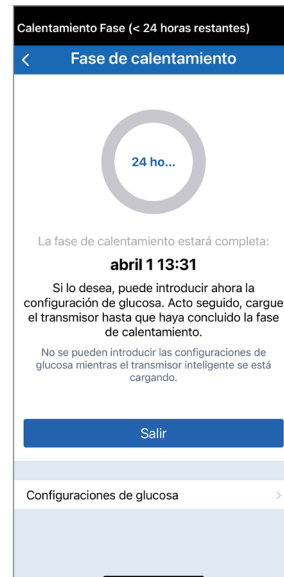 Calentamiento Fase (< 24 horas restantes)
Fase de calentamiento
24 ho...
La fase de calentamiento estará completa:
abril 1 13:31
Si lo desea, puede introducir ahora la
configuración de glucosa. Acto seguido, cargue
el transmisor hasta que haya concluido la fase
de calentamiento.
No se pueden introducir las configuraciones de
glucosa mientras el transmisor inteligente se está
cargando.
Salir
Configuraciones de glucosa